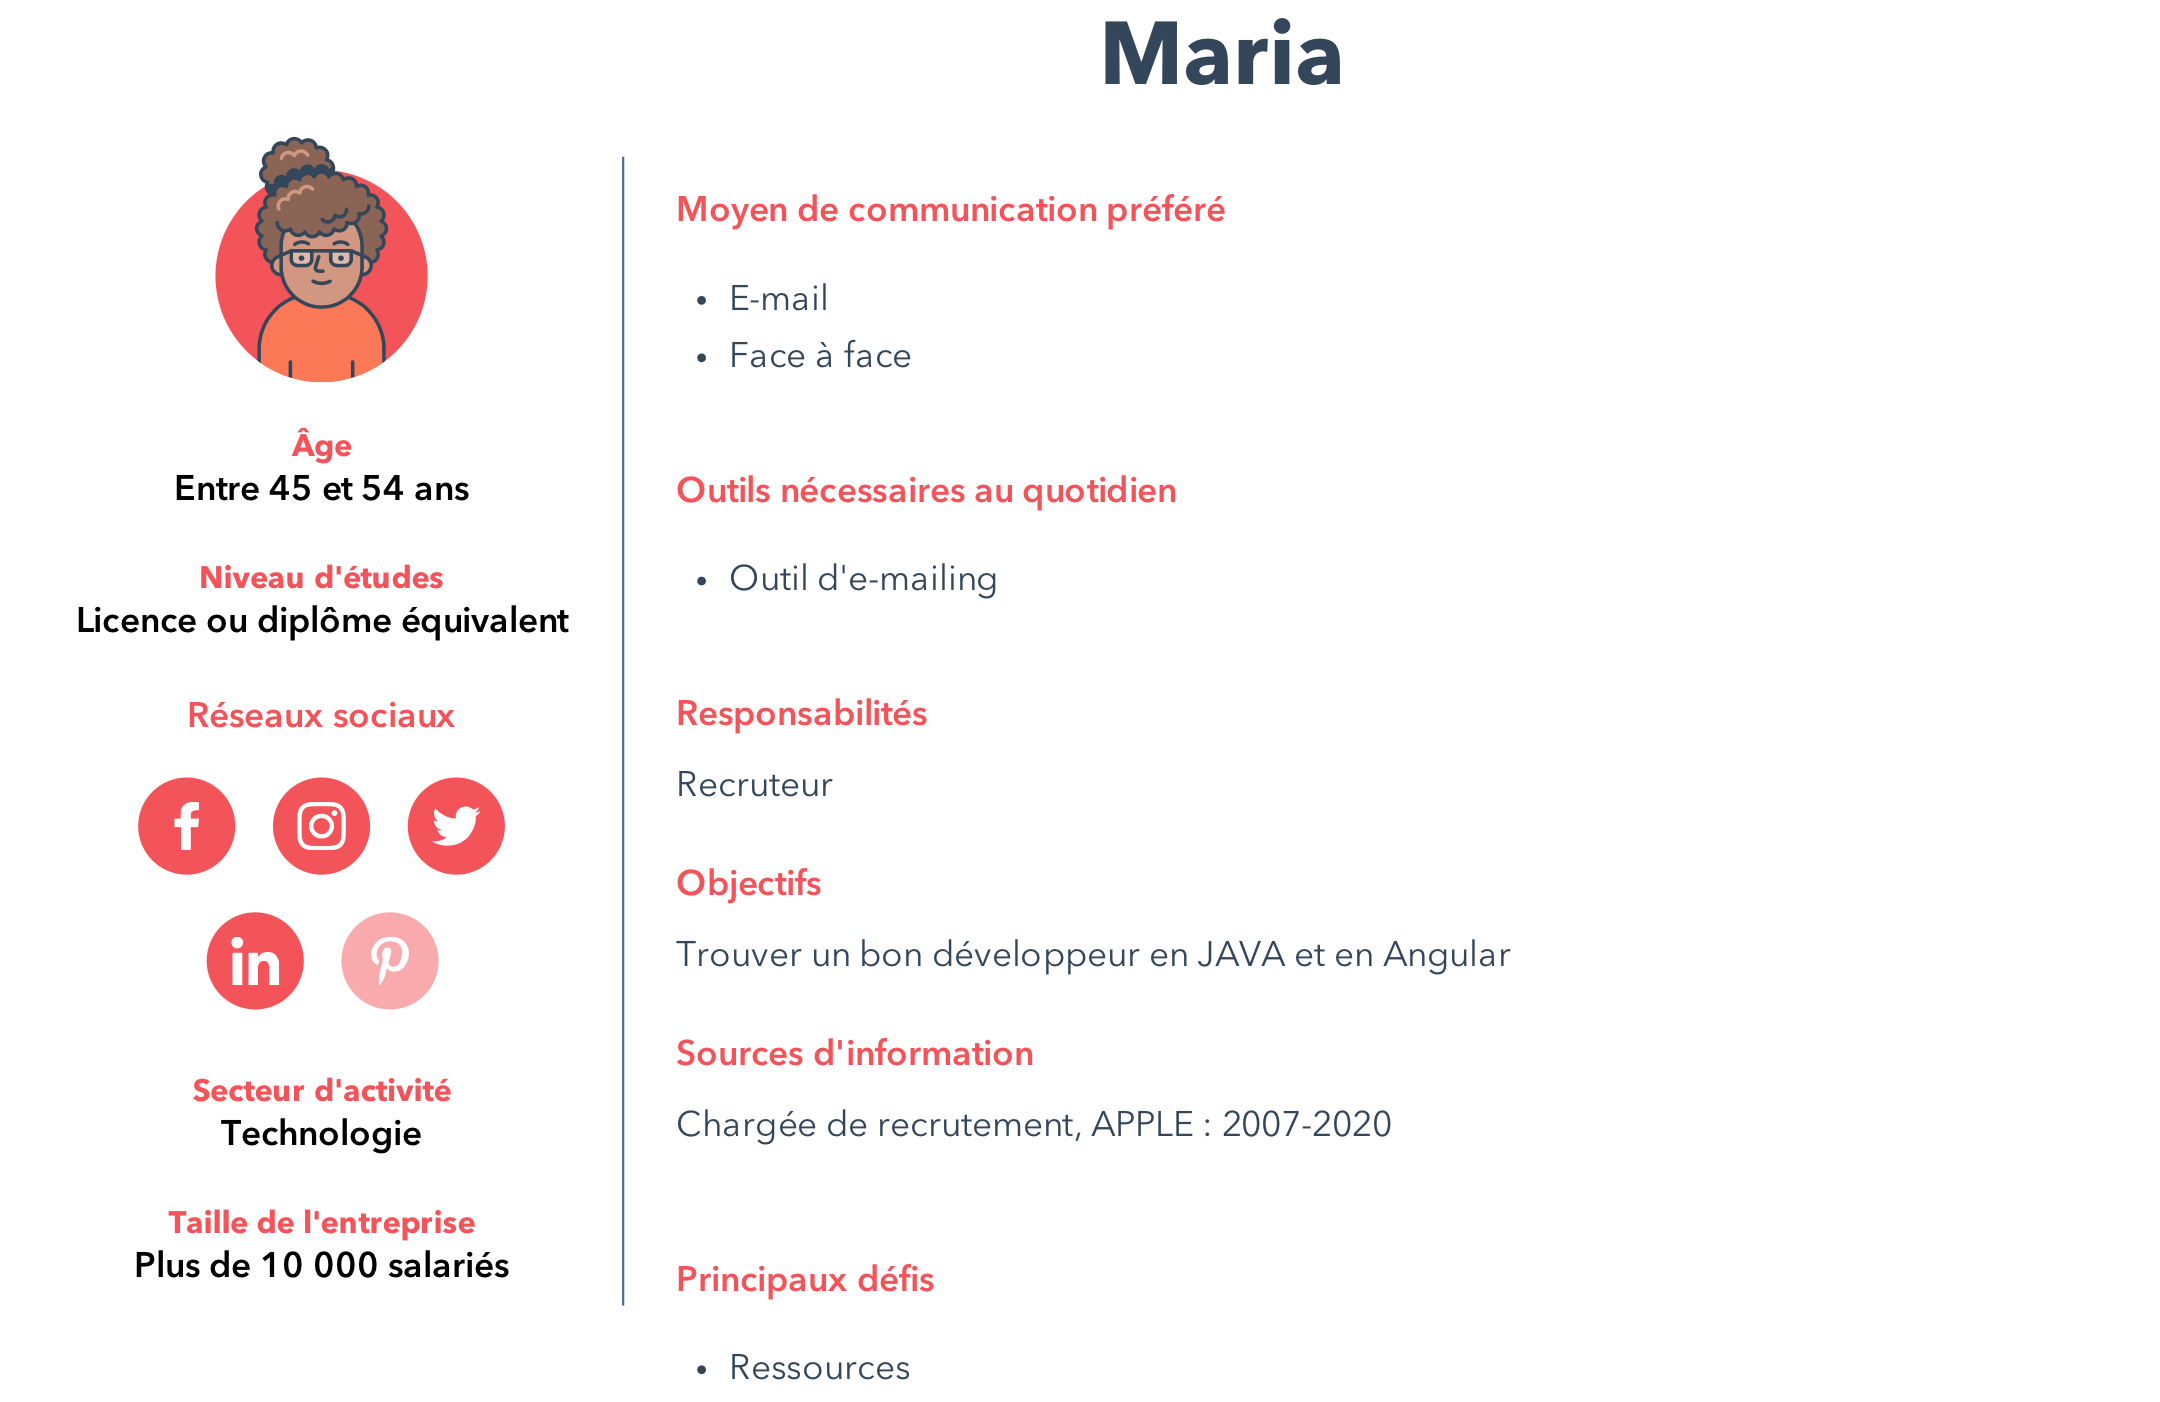 Maria
Âge
Entre 45 et 54 ans
Niveau d'études
Licence ou diplôme équivalent
Réseaux sociaux
Secteur d'activité
Technologie
Taille de l'entreprise
Plus de 10 000 salariés
Moyen de communication préféré
• E-mail
• Face à face
Outils nécessaires au quotidien
• Outil d'e-mailing
Responsabilités
Recruteur
Objectifs
Trouver un bon développeur en JAVA et en Angular
Sources d'information
Chargée de recrutement, APPLE : 2007-2020
Principaux défis
• Ressources